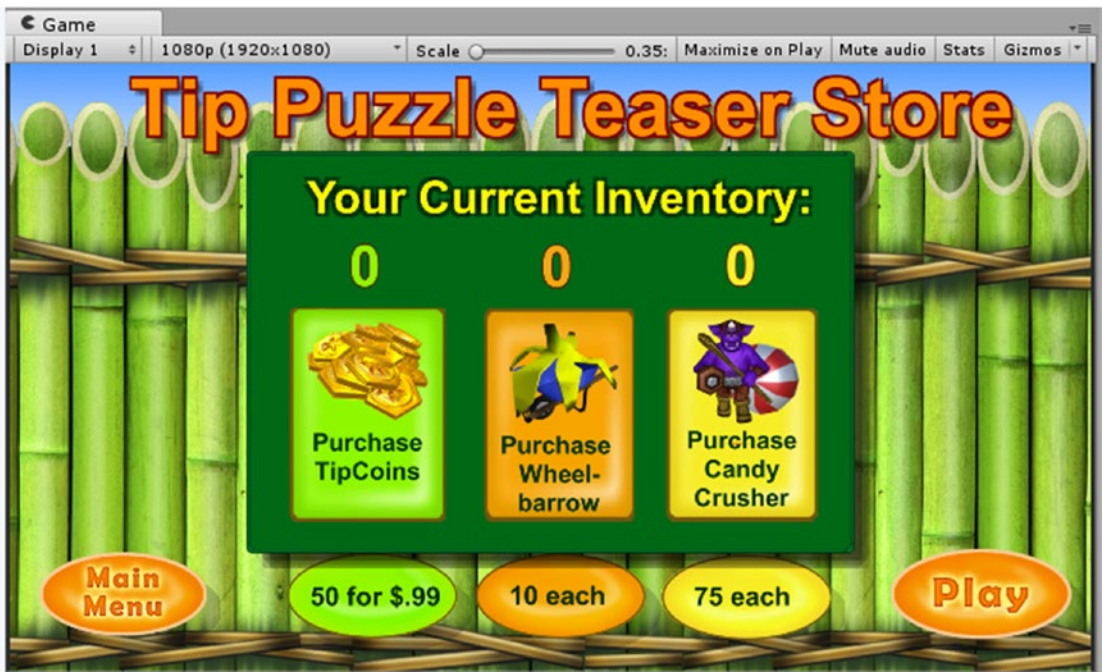 Game
Display 1 1080p (1920x1080) Scale 0.35: Maximize on Play Mute audio Stats Gizmos
Tip Puzzle Teaser Store
Your Current Inventory:
0 0 0
Purchase
TipCoins
Purchase
Wheel-
barrow
Purchase
Candy
Crusher
Main
Menu
50 for $.99
10 each
75 each
Play